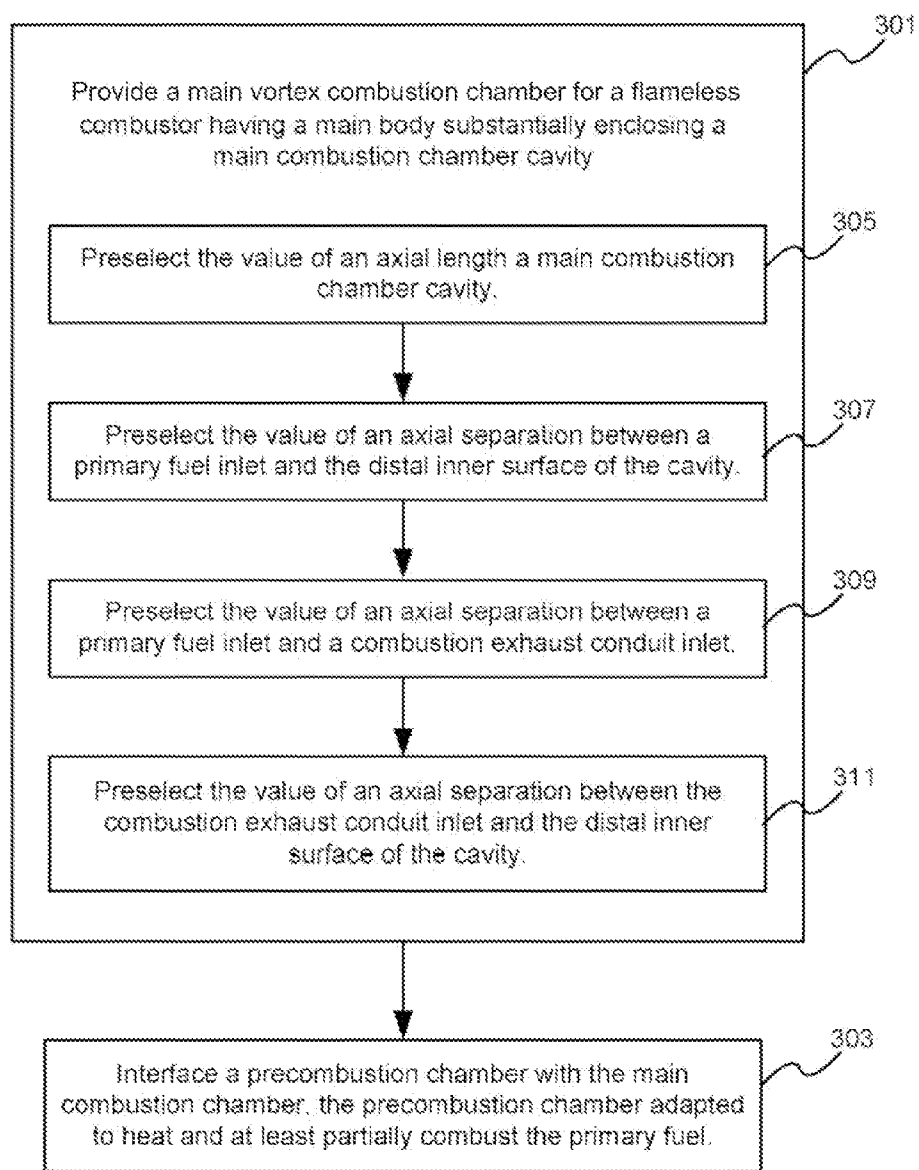 301
Provide a main vortex combustion chamber for a flameless
combustor having a main body substantially enclosing a
main combustion chamber cavity
305
Preselect the value of an axial length a main combustion
chamber cavity.
307
Preselect the value of an axial separation between a
primary fuel inlet and the distal inner surface of the cavity.
309
Preselect the value of an axial separation between a
primary fuel inlet and a combustion exhaust conduit inlet.
311
Preselect the value of an axial separation between the
combustion exhaust conduit inlet and the distal inner
surface of the cavity.
303
Interface a precombustion chamber with the main
combustion chamber, the precombustion chamber adapted
to heat and at least partially combust the primary fuel.